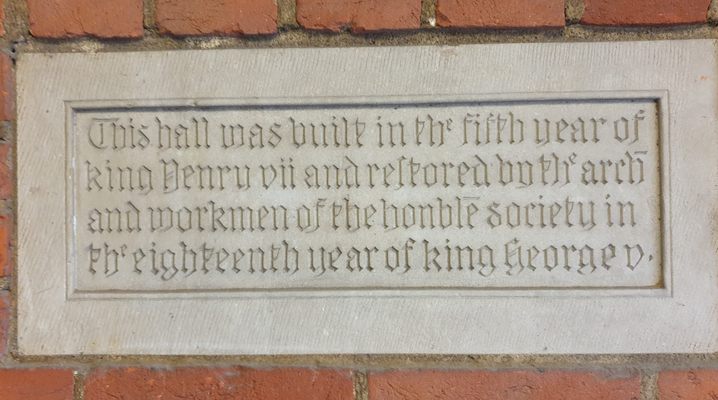 This hall was built in the fifth year of
king Henry vii and restored by the arch
and workmen of the honble society in
the eighteenth year of king George v.